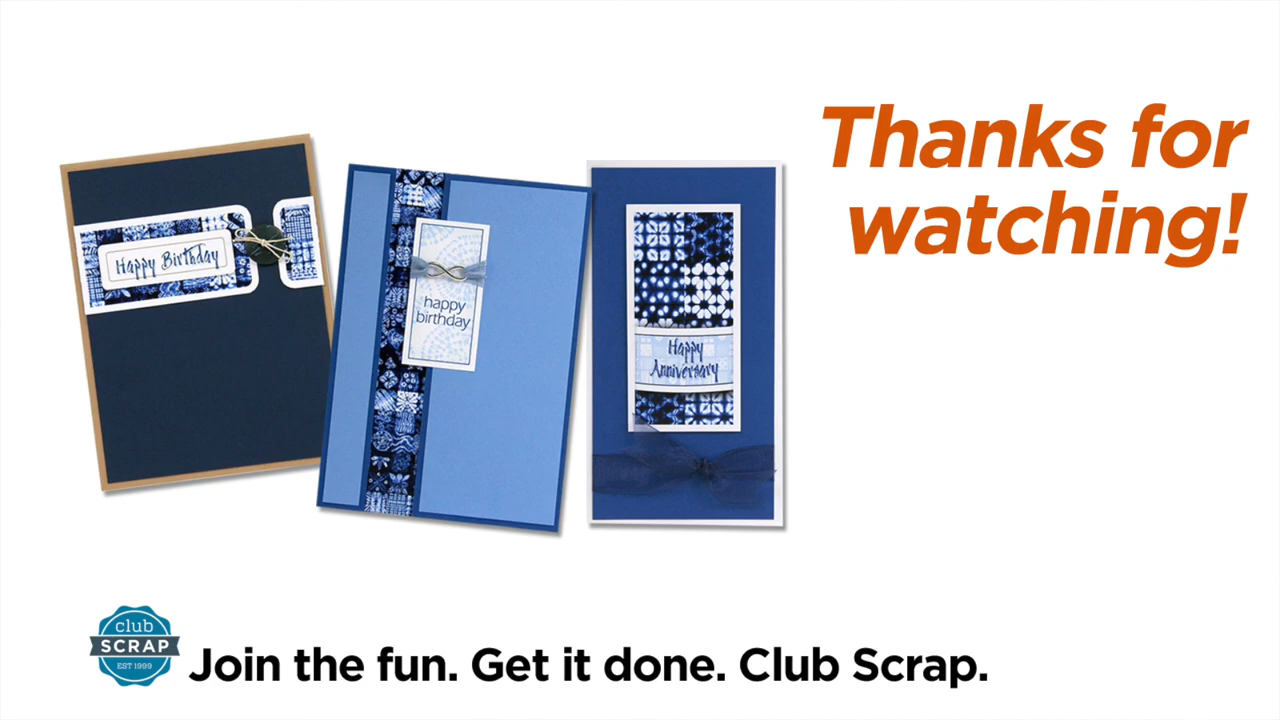 Thanks for
watching!
Happy Birthday
happy
birthday
Happy
Anniversary
club
SCRAP
EST 1999
Join the fun. Get it done. Club Scrap.